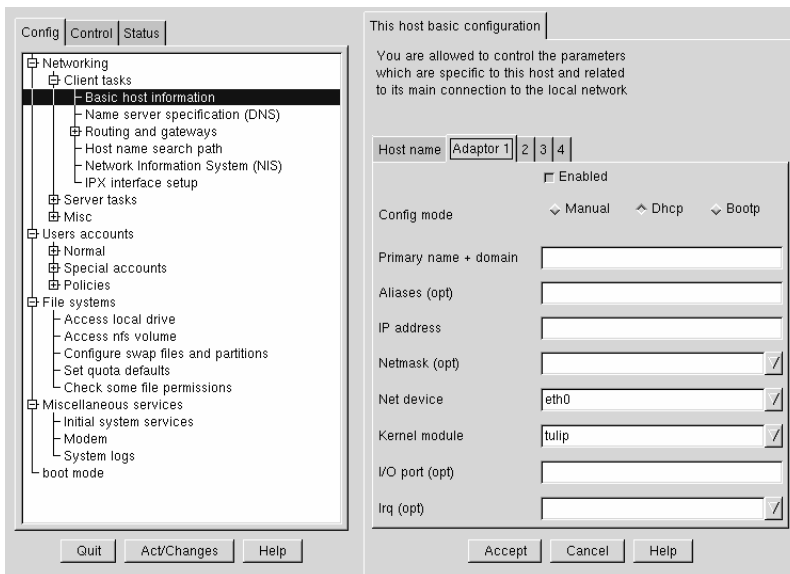 Config Control Status
Networking
Client tasks
Basic host information
Name server specification (DNS)
Routing and gateways
Host name search path
Network Information System (NIS)
IPX interface setup
Server tasks
Misc
Users accounts
Normal
Special accounts
Policies
File systems
Access local drive
Access nfs volume
Configure swap files and partitions
Set quota defaults
Check some file permissions
Miscellaneous services
Initial system services
Modem
System logs
boot mode
Quit Act/Changes Help
This host basic configuration
You are allowed to control the parameters
which are specific to this host and related
to its main connection to the local network
Host name Adaptor 1 2 3 4
Enabled
Config mode Manual Dhcp Bootp
Primary name + domain
Aliases (opt)
IP address
Netmask (opt)
Net device eth0
Kernel module tulip
I/O port (opt)
Irq (opt)
Accept Cancel Help